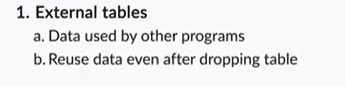 1. External tables
a. Data used by other programs
b. Reuse data even after dropping table